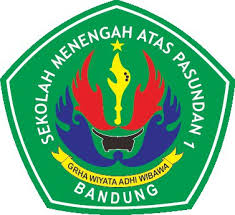 SEKOLAH MENENGAH ATAS PASUNDAN 1
GRHA WIYATA ADHI WIBAWA
BANDUNG